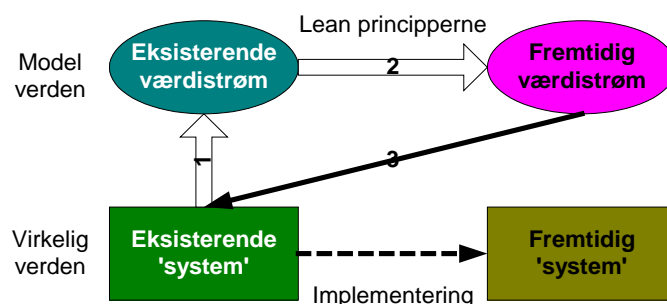 Lean principperne
Model
verden
Eksisterende
værdistrøm
2
Fremtidig
værdistrøm
1
3
Virkelig
verden
Eksisterende
'system'
Fremtidig
'system'
Implementering